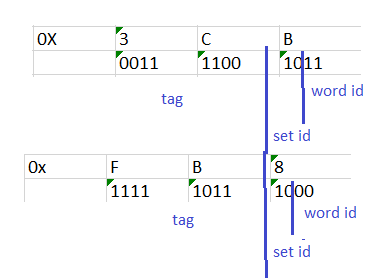 0X 3 C B
0011 1100 1011
tag word id
set id
0x F B 8
1111 1011 1000
tag word id
set id